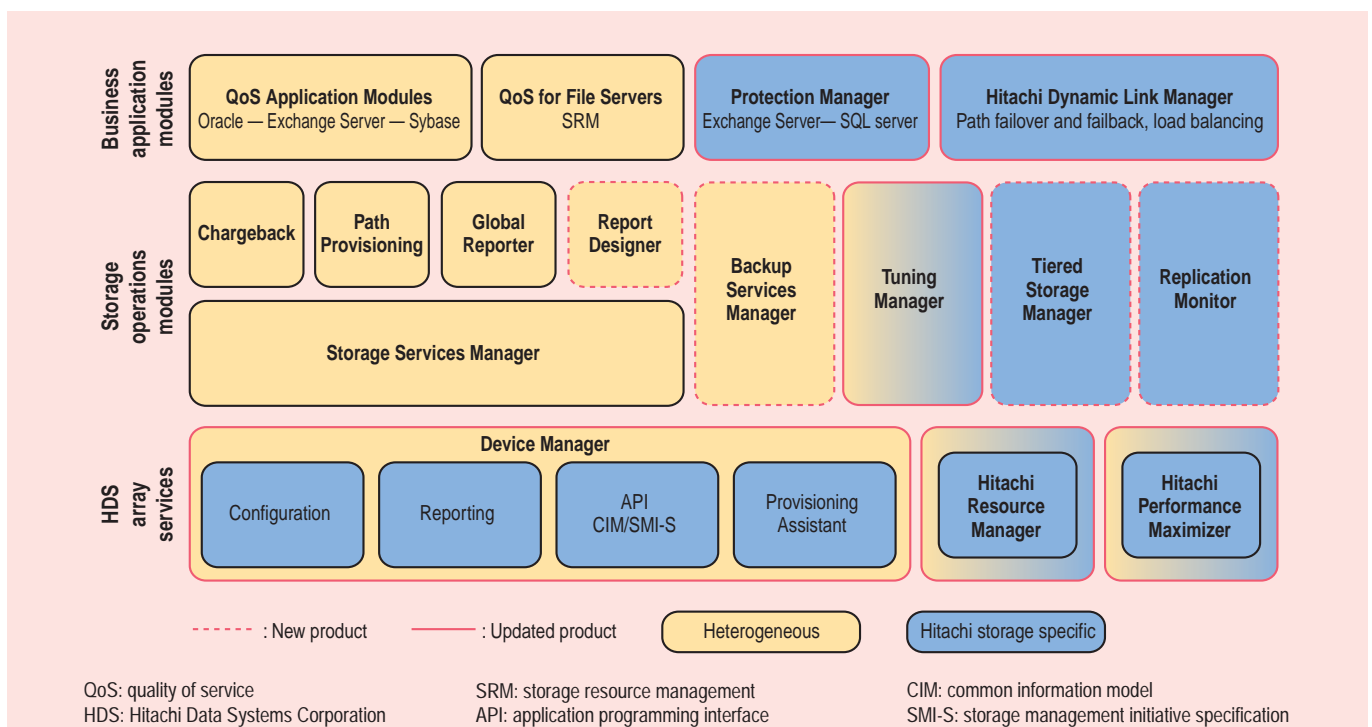 Business
application
modules
QoS Application Modules
Oracle — Exchange Server — Sybase
QoS for File Servers
SRM
Protection Manager
Exchange Server— SQL server
Hitachi Dynamic Link Manager
Path failover and failback, load balancing
Storage
operations
modules
Chargeback
Path
Provisioning
Global
Reporter
Report
Designer
Storage Services Manager
Backup
Services
Manager
Tuning
Manager
Tiered
Storage
Manager
Replication
Monitor
HDS
array
services
Device Manager
Configuration
Reporting
API
CIM/SMI-S
Provisioning
Assistant
Hitachi
Resource
Manager
Hitachi
Performance
Maximizer
: New product
: Updated product
Heterogeneous
Hitachi storage specific
QoS: quality of service
SRM: storage resource management
CIM: common information model
HDS: Hitachi Data Systems Corporation
API: application programming interface
SMI-S: storage management initiative specification